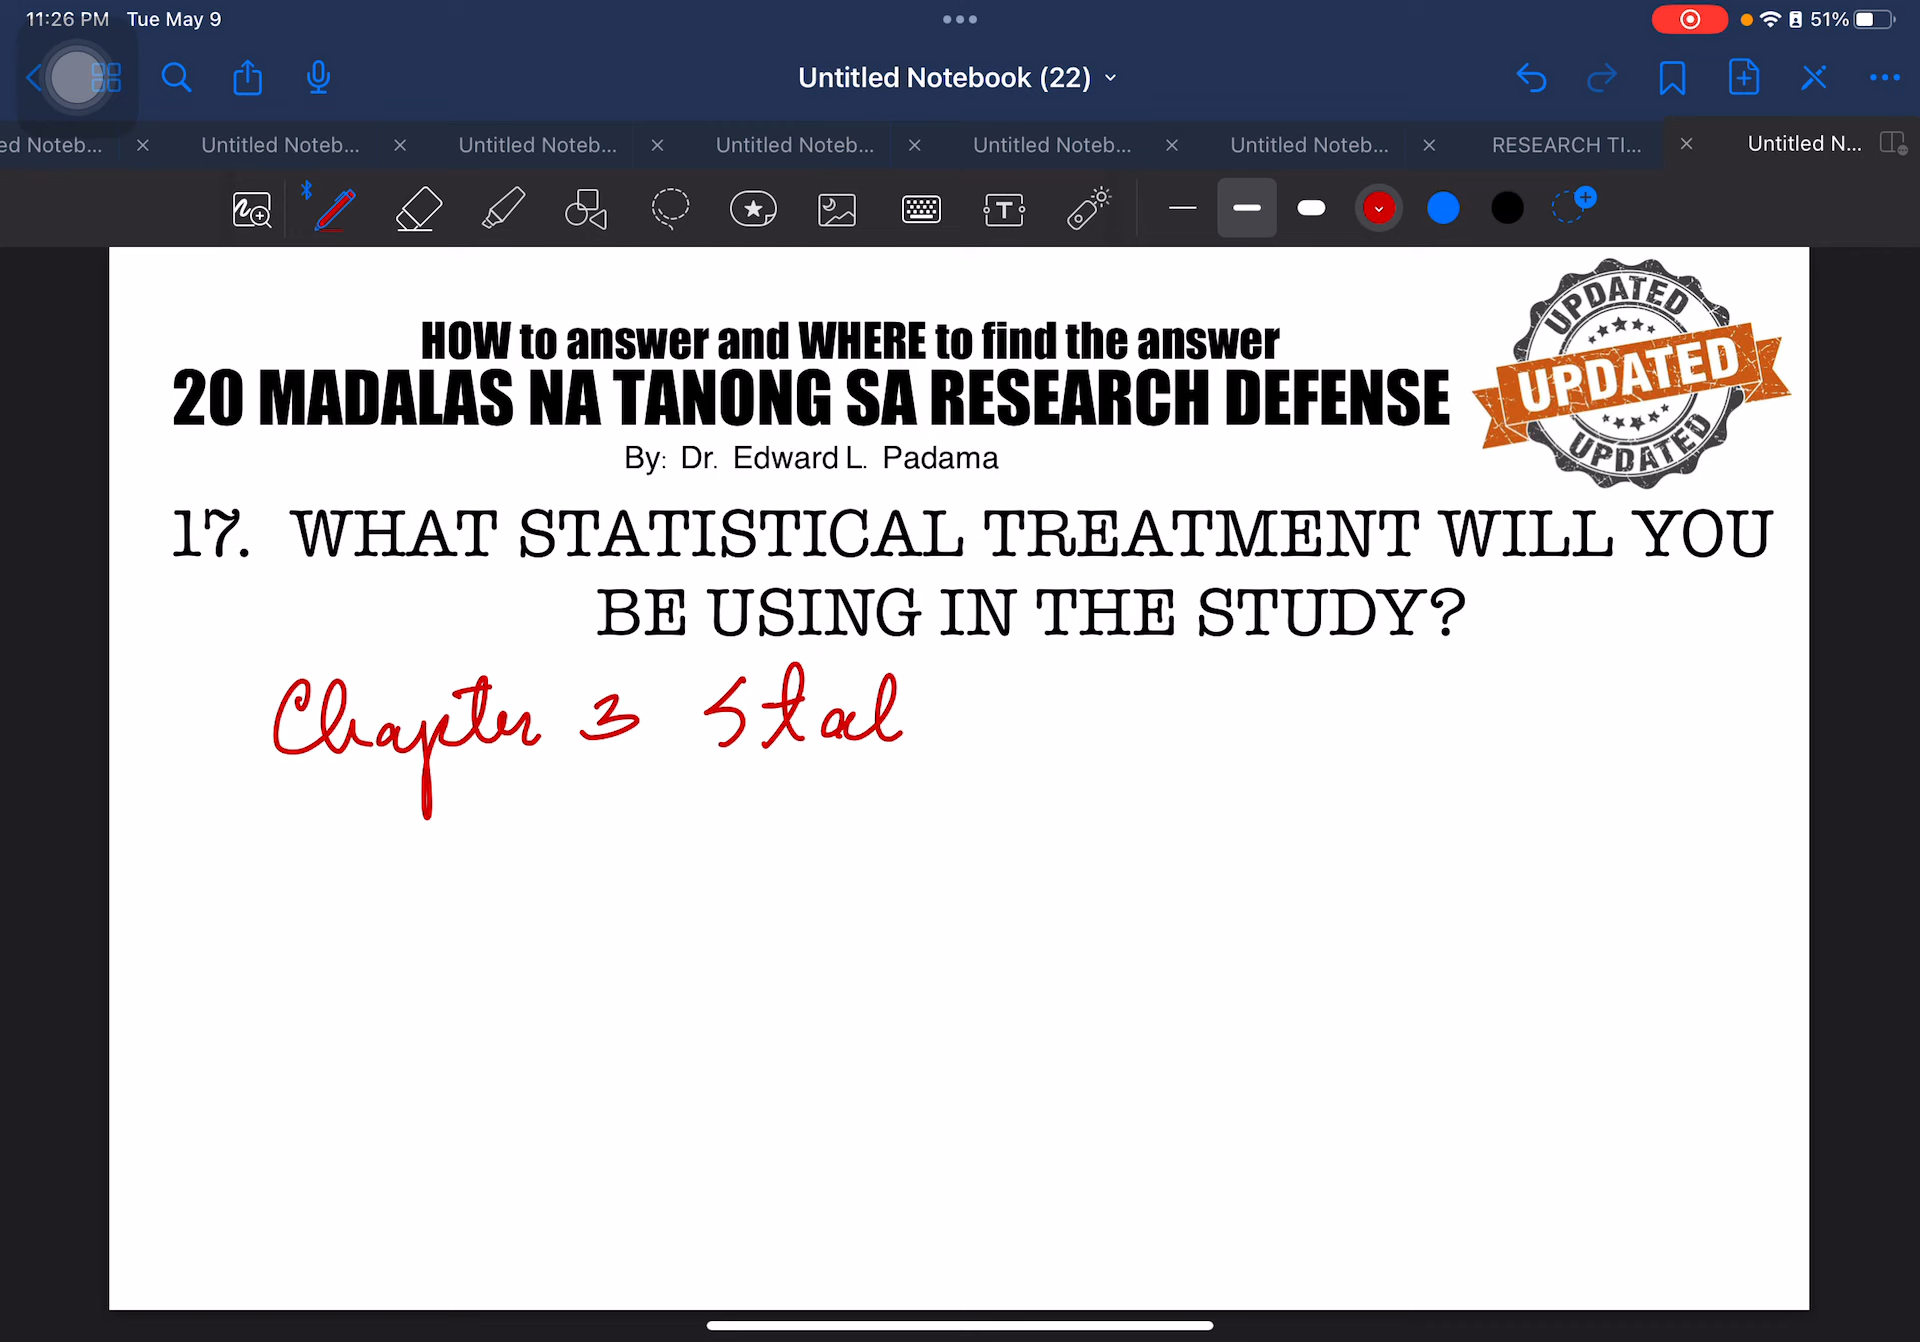 11:26 PM Tue May 9
51%
Untitled Notebook (22)
ed Noteb...
Untitled Noteb...
Untitled Noteb...
Untitled Noteb...
Untitled Noteb...
Untitled Noteb...
RESEARCH TI...
Untitled N...
T
HOW to answer and WHERE to find the answer
20 MADALAS NA TANONG SA RESEARCH DEFENSE
By: Dr. Edward L. Padama
UPDATED
UPDATED
UPDATED
17. WHAT STATISTICAL TREATMENT WILL YOU
BE USING IN THE STUDY?
Chapter 3 Stat